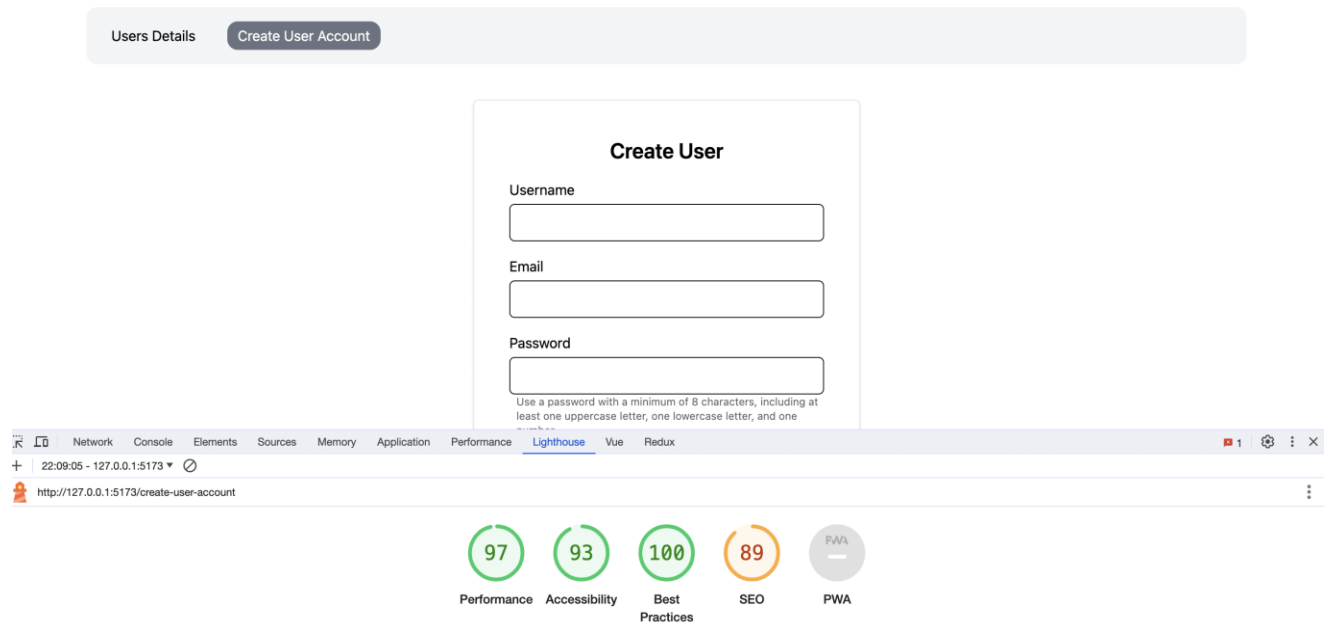 Users Details Create User Account
Create User
Username
Email
Password
Use a password with a minimum of 8 characters, including at
least one uppercase letter, one lowercase letter, and one
Network Console Elements Sources Memory Application Performance Lighthouse Vue Redux 1
22:09:05 - 127.0.0.1:5173
http://127.0.0.1:5173/create-user-account
97 93 100 89 PWA
Performance Accessibility Best Practices SEO PWA